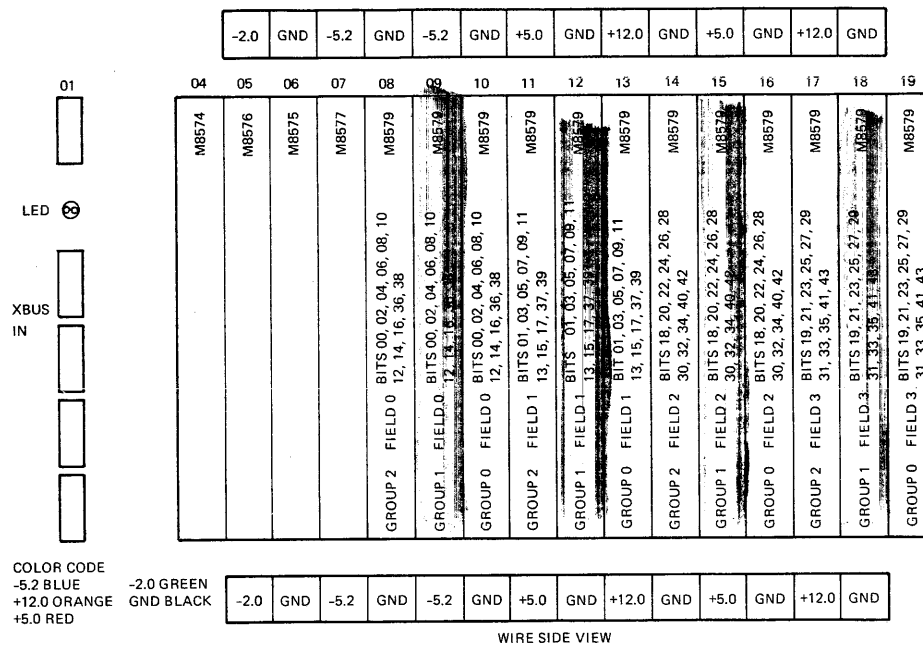 -2.0 GND -5.2 GND -5.2 GND +5.0 GND +12.0 GND +5.0 GND +12.0 GND
01 04 05 06 07 08 09 10 11 12 13 14 15 16 17 18 19
M8574
M8576
M8575
M8577
M8579
GROUP 2 FIELD 0 BITS 00, 02, 04, 06, 08, 10
12, 14, 16, 36, 38
M8579
GROUP 1 FIELD 0 BITS 00, 02, 04, 06, 08, 10
12, 14, 16, 36, 38
M8579
GROUP 0 FIELD 0 BITS 00, 02, 04, 06, 08, 10
12, 14, 16, 36, 38
M8579
GROUP 2 FIELD 1 BITS 01, 03, 05, 07, 09, 11
13, 15, 17, 37, 39
M8579
GROUP 1 FIELD 1 BITS 01, 03, 05, 07, 09, 11
13, 15, 17, 37, 39
M8579
GROUP 0 FIELD 1 BIT 01, 03, 05, 07, 09, 11
13, 15, 17, 37, 39
M8579
GROUP 2 FIELD 2 BITS 18, 20, 22, 24, 26, 28
30, 32, 34, 40, 42
M8579
GROUP 1 FIELD 2 BITS 18, 20, 22, 24, 26, 28
30, 32, 34, 40, 42
M8579
GROUP 0 FIELD 2 BITS 18, 20, 22, 24, 26, 28
30, 32, 34, 40, 42
M8579
GROUP 2 FIELD 3 BITS 19, 21, 23, 25, 27, 29
31, 33, 35, 41, 43
M8579
GROUP 1 FIELD 3 BITS 19, 21, 23, 25, 27, 29
31, 33, 35, 41, 43
M8579
GROUP 0 FIELD 3 BITS 19, 21, 23, 25, 27, 29
31, 33, 35, 41, 43
LED
XBUS
IN
COLOR CODE
-5.2 BLUE -2.0 GREEN
+12.0 ORANGE GND BLACK
+5.0 RED
-2.0 GND -5.2 GND -5.2 GND +5.0 GND +12.0 GND +5.0 GND +12.0 GND
WIRE SIDE VIEW